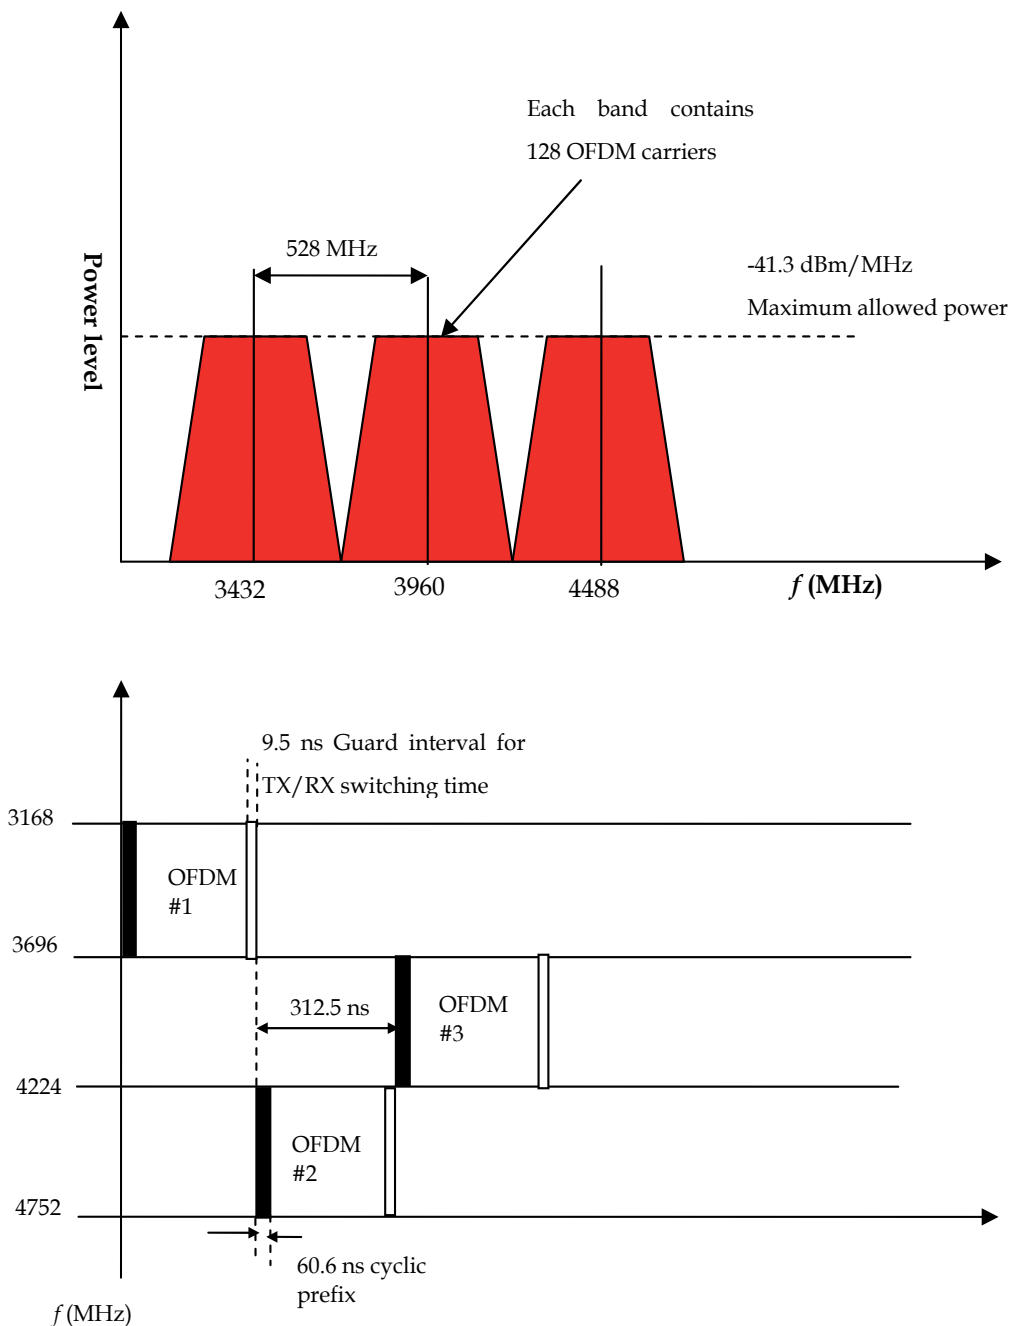 Each band contains
128 OFDM carriers
528 MHz
Power level
-41.3 dBm/MHz
Maximum allowed power
3432
3960
4488
f (MHz)
9.5 ns Guard interval for
TX/RX switching time
3168
OFDM
#1
3696
312.5 ns
OFDM
#3
4224
OFDM
#2
4752
60.6 ns cyclic
prefix
f (MHz)